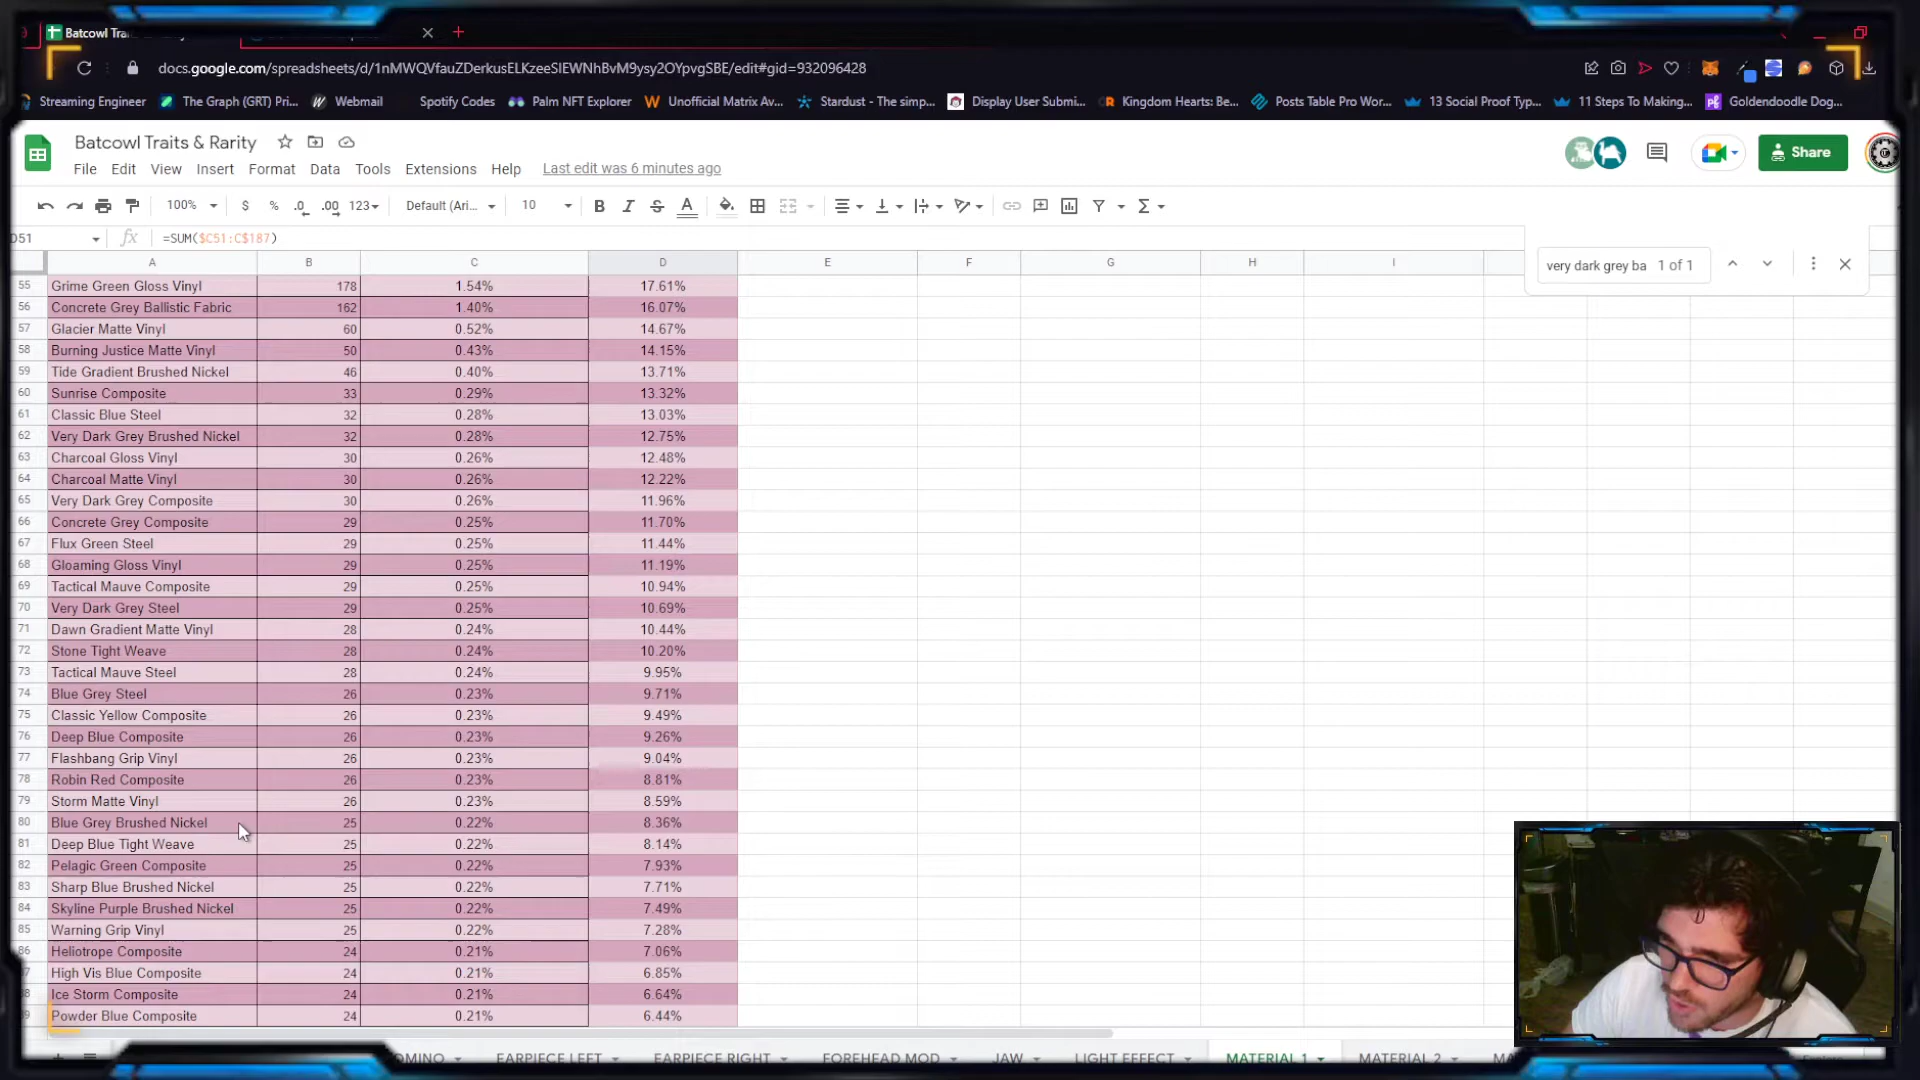 Batcowl Tra
docs.google.com/spreadsheets/d/1nMWQVfauZDerkusELKzeeSIEWNhBvM9ysy2OYpvgSBE/edit#gid=932096428
Streaming Engineer The Graph (GRT) Pri... Webmail Spotify Codes Palm NFT Explorer Unofficial Matrix Av... Stardust - The simp... Display User Submi... Kingdom Hearts: Be... Posts Table Pro Wor... 13 Social Proof Typ... 11 Steps To Making... Goldendoodle Dog...
Batcowl Traits & Rarity
File Edit View Insert Format Data Tools Extensions Help Last edit was 6 minutes ago
Share
100% $ % .0 .00 123 Default (Ari... 10
D51 fx =SUM($C51:C$187)
very dark grey ba 1 of 1
A B C D E F G H I
55 Grime Green Gloss Vinyl 178 1.54% 17.61%
56 Concrete Grey Ballistic Fabric 162 1.40% 16.07%
57 Glacier Matte Vinyl 60 0.52% 14.67%
58 Burning Justice Matte Vinyl 50 0.43% 14.15%
59 Tide Gradient Brushed Nickel 46 0.40% 13.71%
60 Sunrise Composite 33 0.29% 13.32%
61 Classic Blue Steel 32 0.28% 13.03%
62 Very Dark Grey Brushed Nickel 32 0.28% 12.75%
63 Charcoal Gloss Vinyl 30 0.26% 12.48%
64 Charcoal Matte Vinyl 30 0.26% 12.22%
65 Very Dark Grey Composite 30 0.26% 11.96%
66 Concrete Grey Composite 29 0.25% 11.70%
67 Flux Green Steel 29 0.25% 11.44%
68 Gloaming Gloss Vinyl 29 0.25% 11.19%
69 Tactical Mauve Composite 29 0.25% 10.94%
70 Very Dark Grey Steel 29 0.25% 10.69%
71 Dawn Gradient Matte Vinyl 28 0.24% 10.44%
72 Stone Tight Weave 28 0.24% 10.20%
73 Tactical Mauve Steel 28 0.24% 9.95%
74 Blue Grey Steel 26 0.23% 9.71%
75 Classic Yellow Composite 26 0.23% 9.49%
76 Deep Blue Composite 26 0.23% 9.26%
77 Flashbang Grip Vinyl 26 0.23% 9.04%
78 Robin Red Composite 26 0.23% 8.81%
79 Storm Matte Vinyl 26 0.23% 8.59%
80 Blue Grey Brushed Nickel 25 0.22% 8.36%
81 Deep Blue Tight Weave 25 0.22% 8.14%
82 Pelagic Green Composite 25 0.22% 7.93%
83 Sharp Blue Brushed Nickel 25 0.22% 7.71%
84 Skyline Purple Brushed Nickel 25 0.22% 7.49%
85 Warning Grip Vinyl 25 0.22% 7.28%
86 Heliotrope Composite 24 0.21% 7.06%
87 High Vis Blue Composite 24 0.21% 6.85%
88 Ice Storm Composite 24 0.21% 6.64%
89 Powder Blue Composite 24 0.21% 6.44%
OMINO EARPIECE LEFT EARPIECE RIGHT FOREHEAD MOD JAW LIGHT EFFECT MATERIAL 1 MATERIAL 2